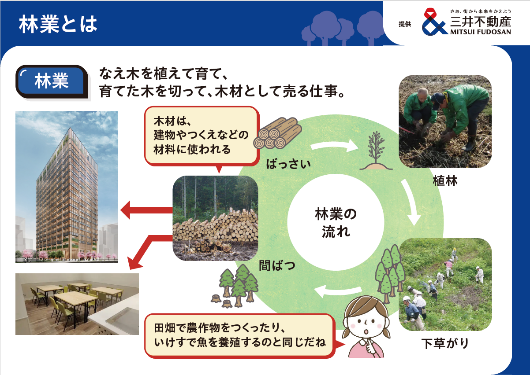 林業とは
提供
三井不動産
MITSUI FUDOSAN
林業
なえ木を植えて育て、
育てた木を切って、木材として売る仕事。
木材は、
建物やつくえなどの
材料に使われる
ばっさい
植林
林業の
流れ
間ばつ
下草がり
田畑で農作物をつくったり、
いけすで魚を養殖するのと同じだね